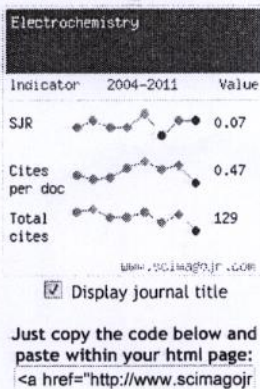 Electrochemistry
Indicator 2004-2011 Value
SJR 0.07
Cites per doc 0.47
Total cites 129
www.scimagojr.com
Display journal title
Just copy the code below and
paste within your html page:
<a href="http://www.scimagojr